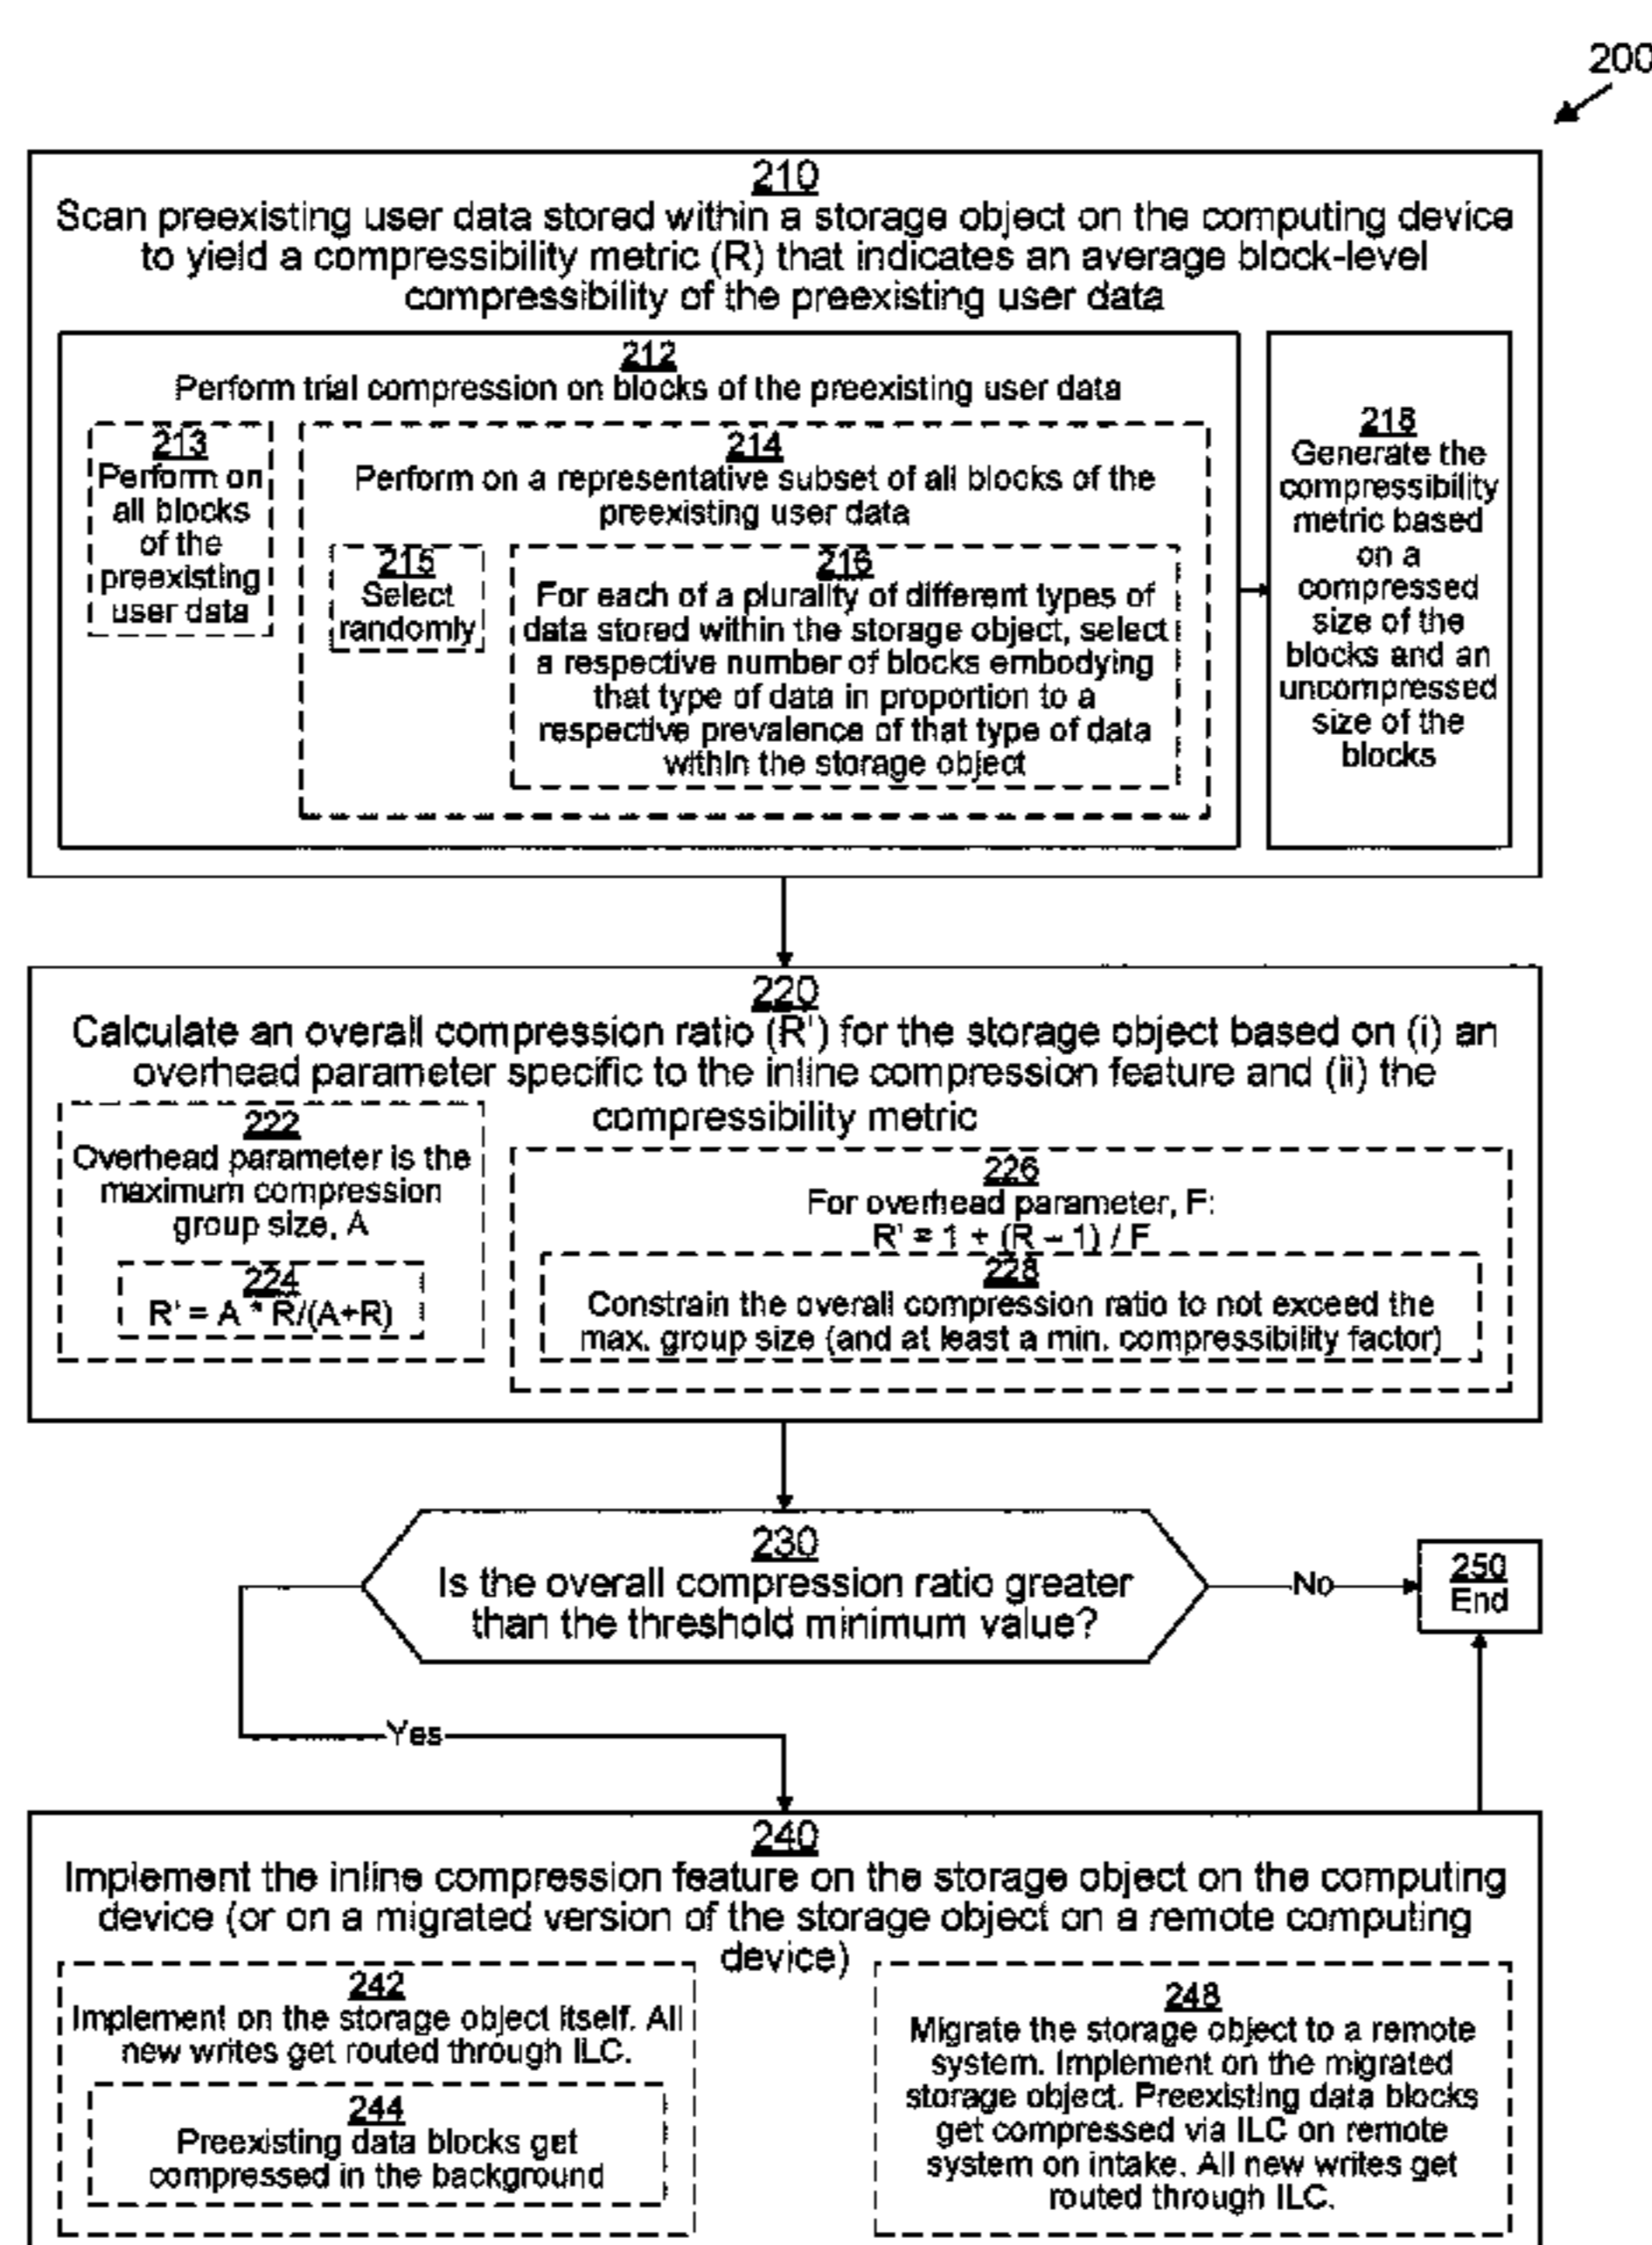 200
210
Scan preexisting user data stored within a storage object on the computing device
to yield a compressibility metric (R) that indicates an average block-level
compressibility of the preexisting user data
212
Perform trial compression on blocks of the preexisting user data
213
Perform on
all blocks
of the
preexisting
user data
214
Perform on a representative subset of all blocks of the
preexisting user data
215
Select
randomly
216
For each of a plurality of different types of
data stored within the storage object, select
a respective number of blocks embodying
that type of data in proportion to a
respective prevalence of that type of data
within the storage object
218
Generate the
compressibility
metric based
on a
compressed
size of the
blocks and an
uncompressed
size of the
blocks
220
Calculate an overall compression ratio (R') for the storage object based on (i) an
overhead parameter specific to the inline compression feature and (ii) the
compressibility metric
222
Overhead parameter is the
maximum compression
group size, A
224
R' = A * R/(A+R)
226
For overhead parameter, F:
R' = 1 + (R – 1) / F
228
Constrain the overall compression ratio to not exceed the
max. group size (and at least a min. compressibility factor)
230
Is the overall compression ratio greater
than the threshold minimum value?
No
250
End
Yes
240
Implement the inline compression feature on the storage object on the computing
device (or on a migrated version of the storage object on a remote computing
device)
242
Implement on the storage object itself. All
new writes get routed through ILC.
244
Preexisting data blocks get
compressed in the background
248
Migrate the storage object to a remote
system. Implement on the migrated
storage object. Preexisting data blocks
get compressed via ILC on remote
system on intake. All new writes get
routed through ILC.